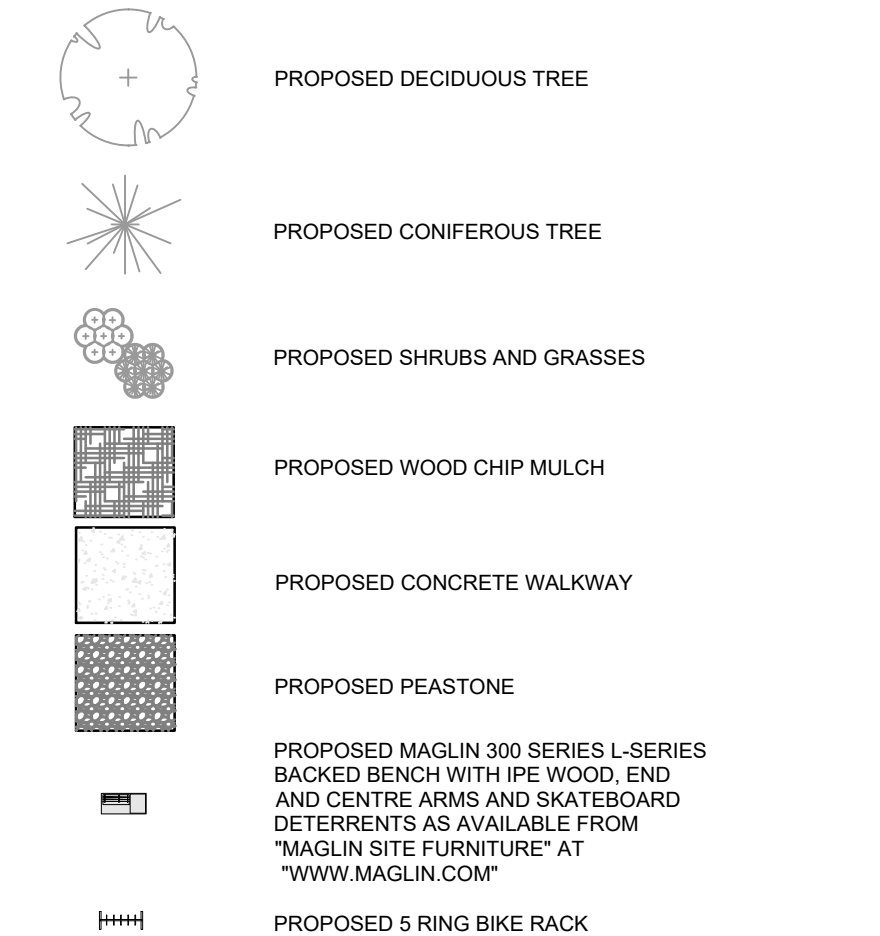 PROPOSED DECIDUOUS TREE
PROPOSED CONIFEROUS TREE
PROPOSED SHRUBS AND GRASSES
PROPOSED WOOD CHIP MULCH
PROPOSED CONCRETE WALKWAY
PROPOSED PEASTONE
PROPOSED MAGLIN 300 SERIES L-SERIES
BACKED BENCH WITH IPE WOOD, END
AND CENTRE ARMS AND SKATEBOARD
DETERRENTS AS AVAILABLE FROM
"MAGLIN SITE FURNITURE" AT
"WWW.MAGLIN.COM"
PROPOSED 5 RING BIKE RACK